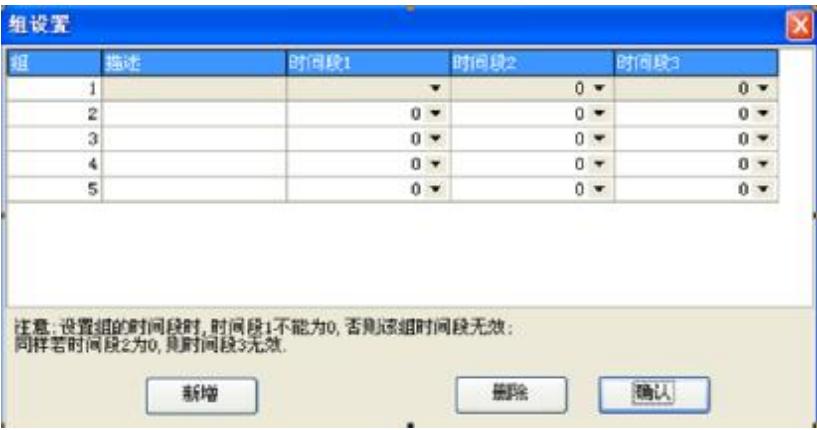 组设置
组 描述 时间段1 时间段2 时间段3
1 0 0
2 0 0 0
3 0 0 0
4 0 0 0
5 0 0 0
注意:设置组的时间段时,时间段1不能为0,否则该组时间段无效;
同样若时间段2为0,则时间段3无效.
新增 删除 确认